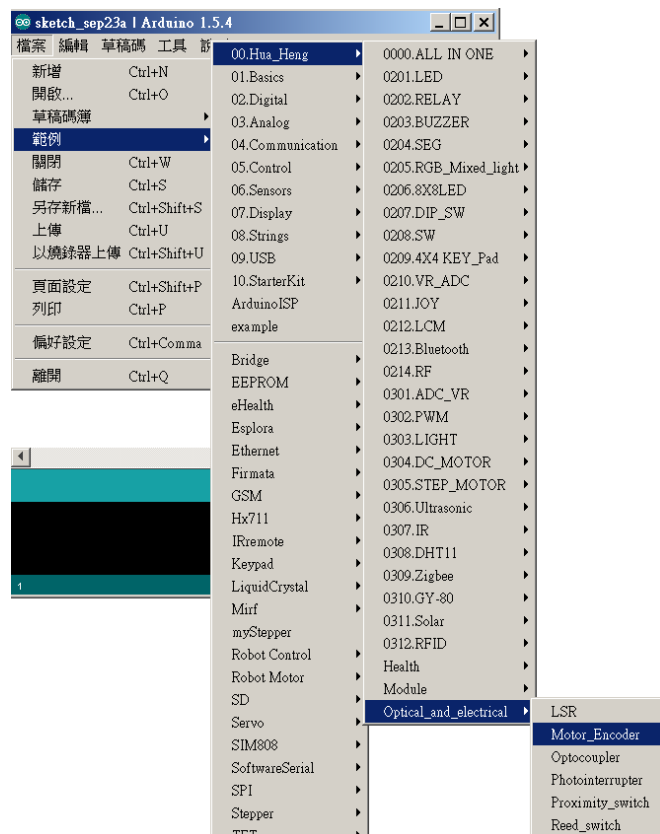 sketch_sep23a | Arduino 1.5.4
檔案 編輯 草稿碼 工具
新增 Ctrl+N
開啟... Ctrl+O
草稿碼簿
範例
關閉 Ctrl+W
儲存 Ctrl+S
另存新檔... Ctrl+Shift+S
上傳 Ctrl+U
以燒錄器上傳 Ctrl+Shift+U
頁面設定 Ctrl+Shift+P
列印 Ctrl+P
偏好設定 Ctrl+Comma
離開 Ctrl+Q
1
00.Hua_Heng
01.Basics
02.Digital
03.Analog
04.Communication
05.Control
06.Sensors
07.Display
08.Strings
09.USB
10.StarterKit
ArduinoISP
example
Bridge
EEPROM
eHealth
Esplora
Ethernet
Firmata
GSM
Hx711
IRremote
Keypad
LiquidCrystal
Mirf
myStepper
Robot Control
Robot Motor
SD
Servo
SIM808
SoftwareSerial
SPI
Stepper
0000.ALL IN ONE
0201.LED
0202.RELAY
0203.BUZZER
0204.SEG
0205.RGB_Mixed_light
0206.8X8LED
0207.DIP_SW
0208.SW
0209.4X4 KEY_Pad
0210.VR_ADC
0211.JOY
0212.LCM
0213.Bluetooth
0214.RF
0301.ADC_VR
0302.PWM
0303.LIGHT
0304.DC_MOTOR
0305.STEP_MOTOR
0306.Ultrasonic
0307.IR
0308.DHT11
0309.Zigbee
0310.GY-80
0311.Solar
0312.RFID
Health
Module
Optical_and_electrical
LSR
Motor_Encoder
Optocoupler
Photointerrupter
Proximity_switch
Reed_switch